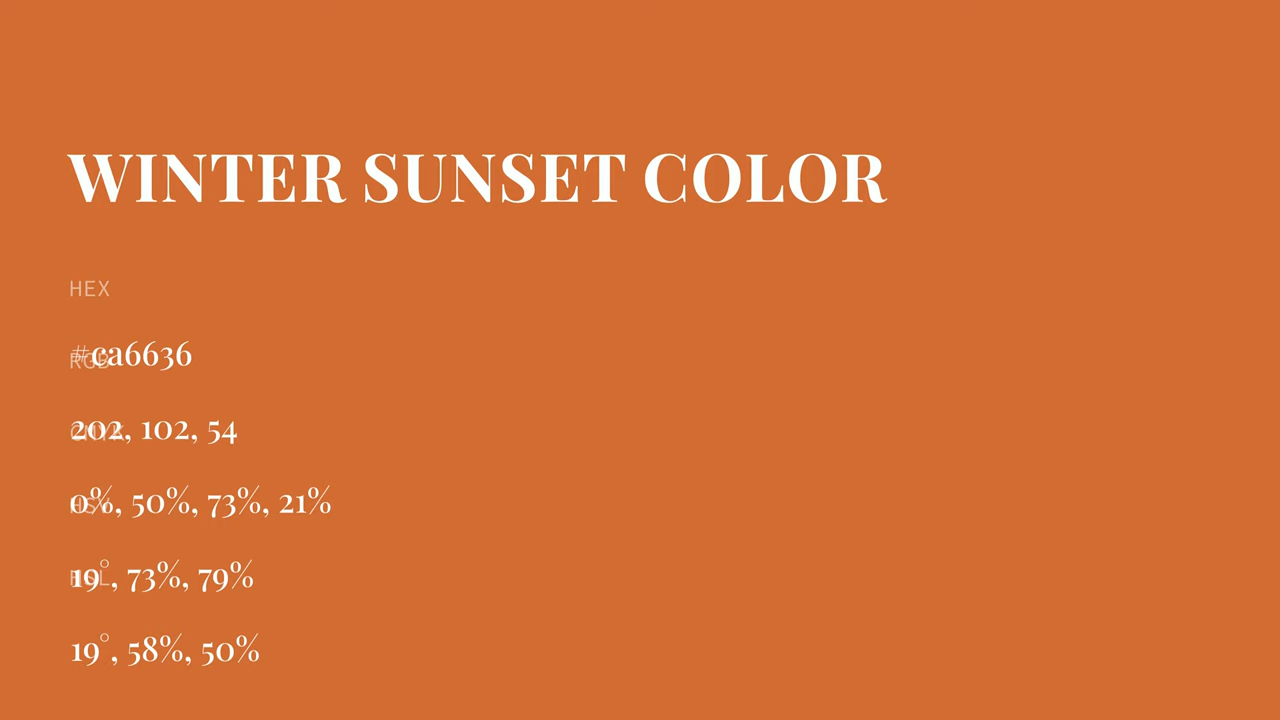 WINTER SUNSET COLOR
HEX
#ca6636
RGB
202, 102, 54
CMYK
0%, 50%, 73%, 21%
HSV
19°, 73%, 79%
HSL
19°, 58%, 50%